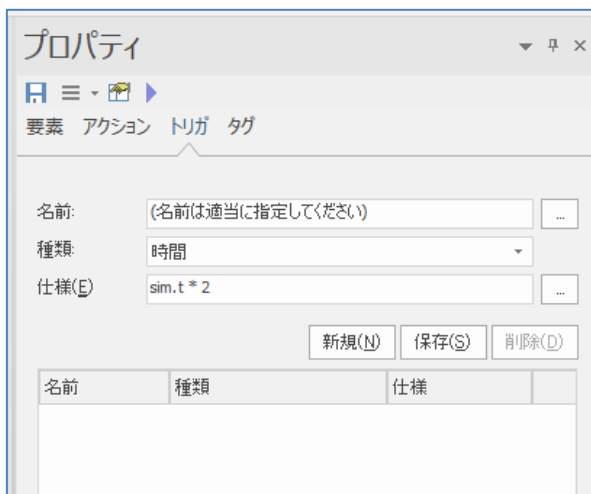 プロパティ
要素 アクション トリガ タグ
名前: (名前は適当に指定してください) ...
種類: 時間
仕様(E) sim.t * 2 ...
新規(N) 保存(S) 削除(D)
名前 種類 仕様